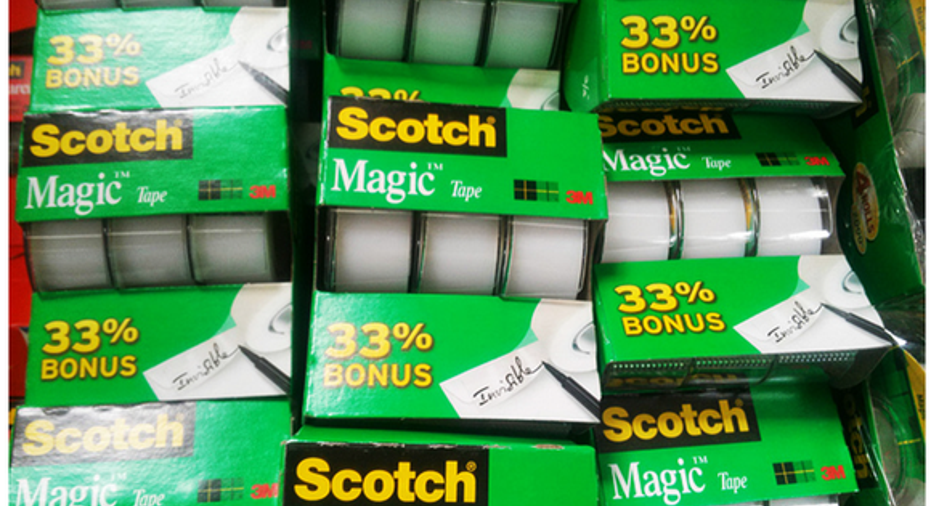 33%
BONUS
Invisible
Scotch®
Magic™ Tape 3M
33%
BONUS
Invisible
Scotch®
Magic™ Tape 3M
33%
Scotch®
Magic™ Tape 3M
33%
BONUS
Invisible
Scotch®
33%
BONUS
Invisible
Scotch
Magic™ Tape 3M
33%
BONUS
Invisible
Scotch®
Magic™ Tape 3M